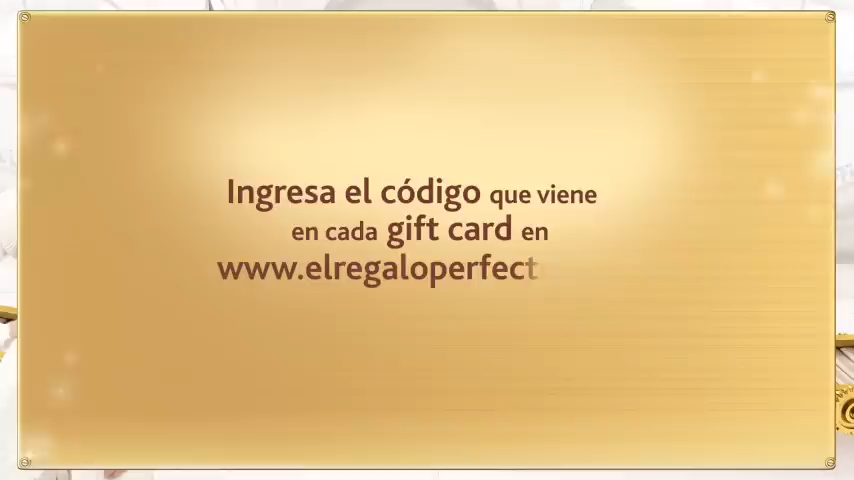 Ingresa el código que viene
en cada gift card en
www.elregaloperfect